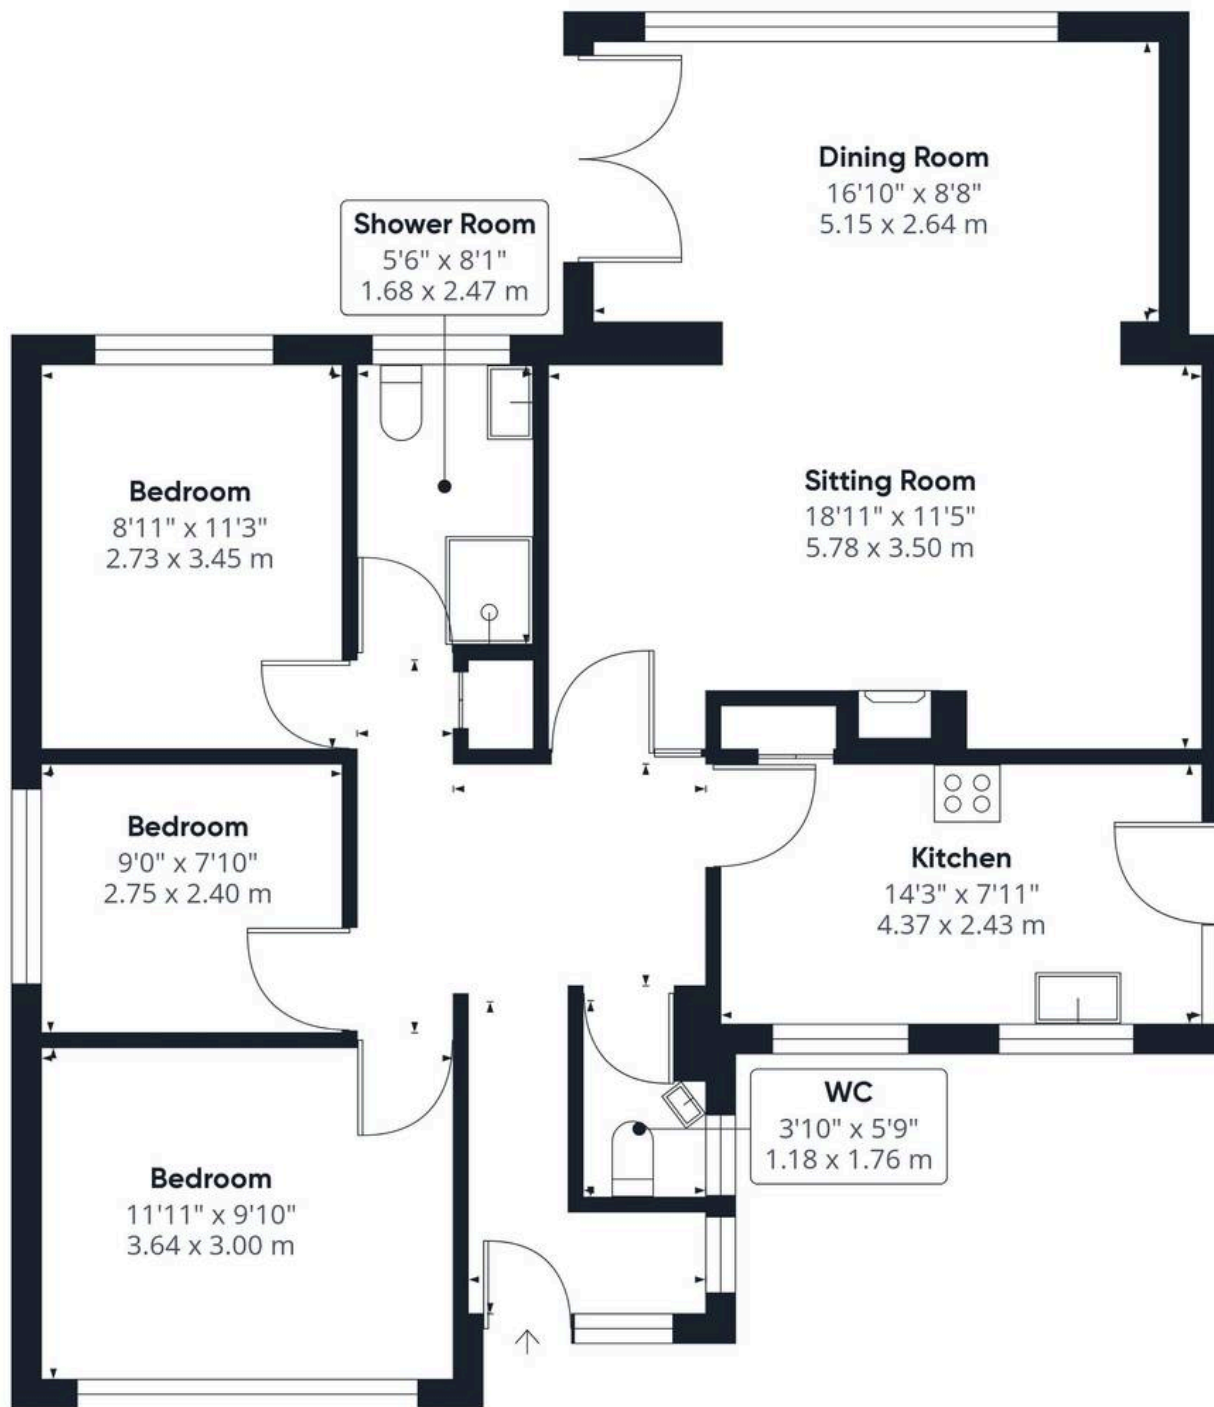 Dining Room
16'10" x 8'8"
5.15 x 2.64 m
Shower Room
5'6" x 8'1"
1.68 x 2.47 m
Bedroom
8'11" x 11'3"
2.73 x 3.45 m
Sitting Room
18'11" x 11'5"
5.78 x 3.50 m
Bedroom
9'0" x 7'10"
2.75 x 2.40 m
Kitchen
14'3" x 7'11"
4.37 x 2.43 m
WC
3'10" x 5'9"
1.18 x 1.76 m
Bedroom
11'11" x 9'10"
3.64 x 3.00 m